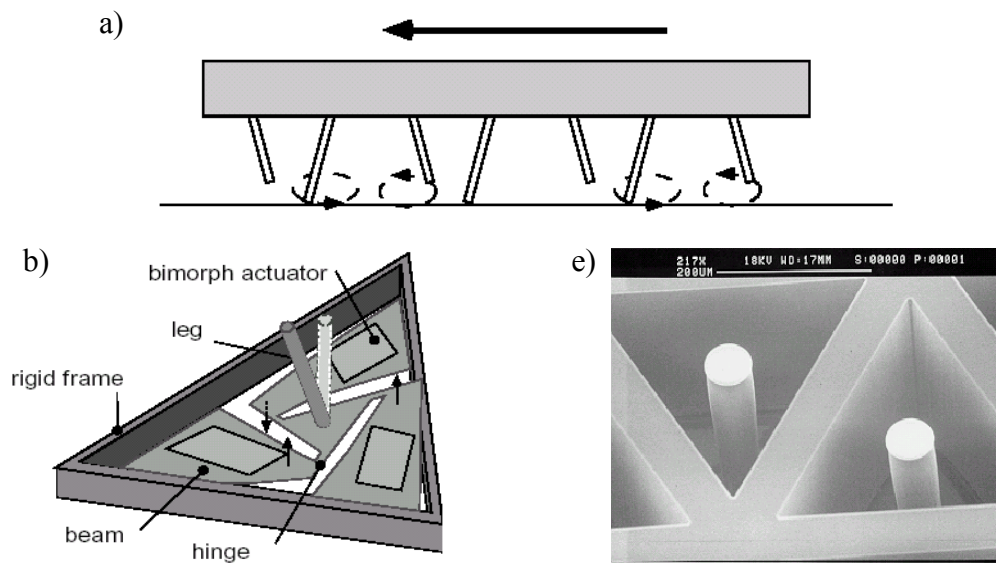 a)
b)
bimorph actuator
leg
rigid frame
beam
hinge
e)
217X 18KV WD=17MM S:00000 P:00001
200UM